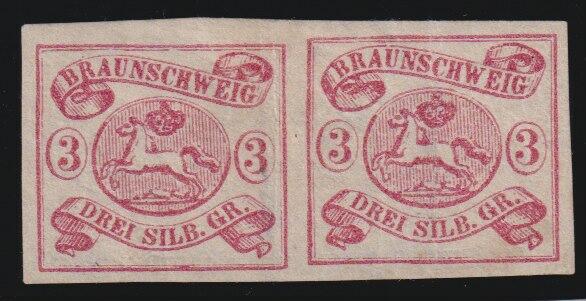 BRAUNSCHWEIG
3 3
DREI SILB. GR.
BRAUNSCHWEIG
3 3
DREI SILB. GR.